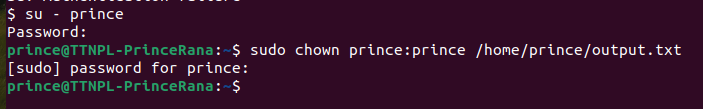 $ su - prince
Password:
prince@TTNPL-PrinceRana:~$ sudo chown prince:prince /home/prince/output.txt
[sudo] password for prince:
prince@TTNPL-PrinceRana:~$